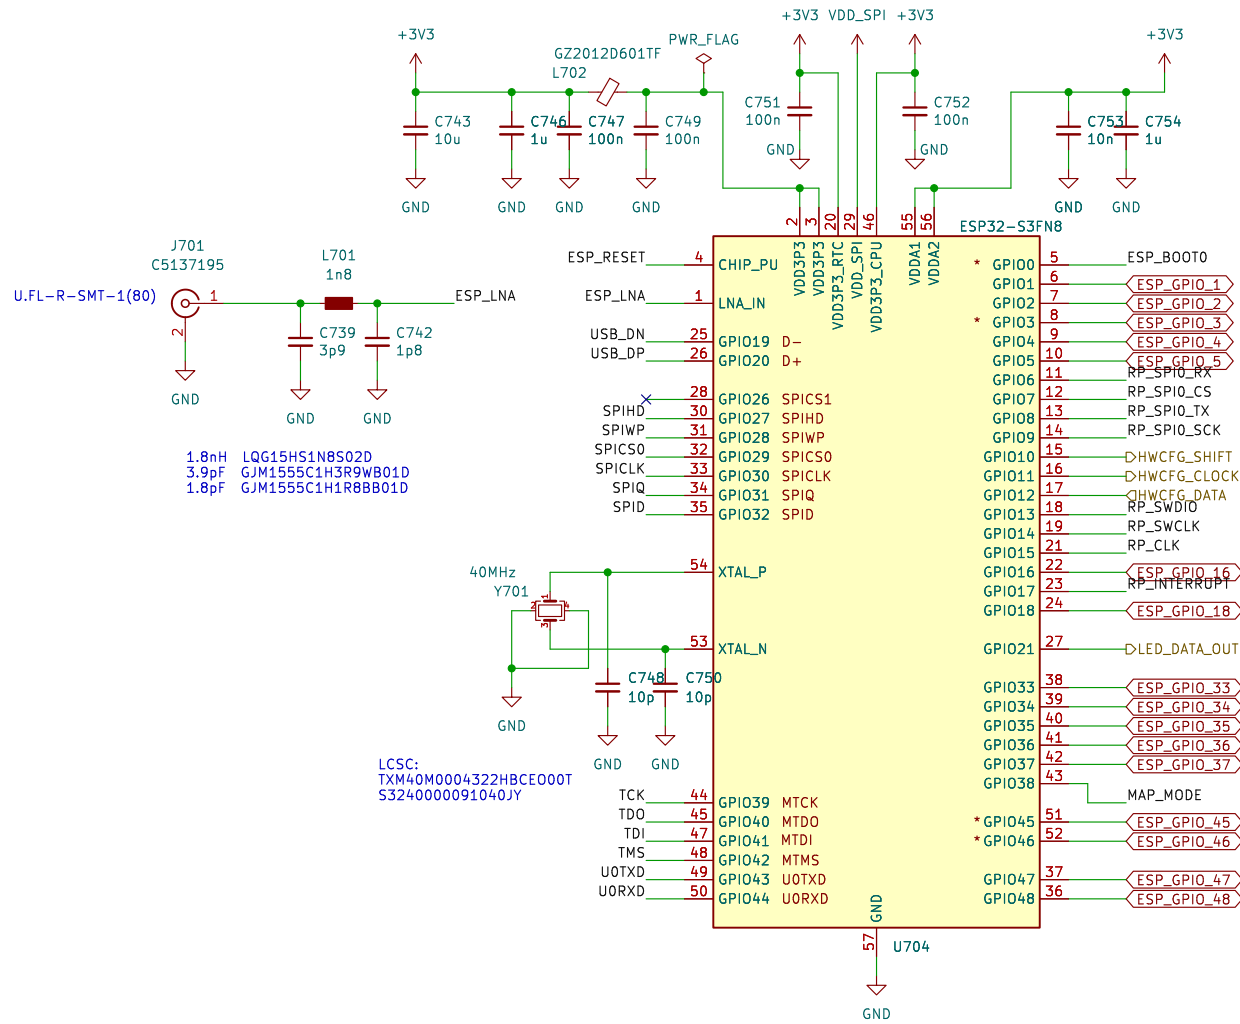 +3V3 VDD_SPI +3V3
+3V3
PWR_FLAG
+3V3
GZ2012D601TF
L702
C743
10u
C746
1u
C747
100n
C749
100n
C751
100n
C752
100n
C753
10n
C754
1u
GND
GND
GND
GND
GND
GND
GND
GND
J701
C5137195
U.FL-R-SMT-1(80)
1
2
GND
L701
1n8
C739
3p9
C742
1p8
GND
GND
ESP_LNA
1.8nH LQG15HS1N8S02D
3.9pF GJM1555C1H3R9WB01D
1.8pF GJM1555C1H1R8BB01D
2
3
20
29
46
55
56
ESP32-S3FN8
VDD3P3
VDD3P3
VDD3P3_RTC
VDD_SPI
VDD3P3_CPU
VDDA1
VDDA2
ESP_RESET 4 CHIP_PU
ESP_LNA 1 LNA_IN
USB_DN 25 GPIO19 D-
USB_DP 26 GPIO20 D+
28 GPIO26 SPICS1
SPIHD 30 GPIO27 SPIHD
SPIWP 31 GPIO28 SPIWP
SPICS0 32 GPIO29 SPICS0
SPICLK 33 GPIO30 SPICLK
SPIQ 34 GPIO31 SPIQ
SPID 35 GPIO32 SPID
54 XTAL_P
53 XTAL_N
40MHz
Y701
1
2
4
3
GND
C748
10p
C750
10p
GND
GND
LCSC:
TXM40M0004322HBCEO00T
S3240000091040JY
TCK 44 GPIO39 MTCK
TDO 45 GPIO40 MTDO
TDI 47 GPIO41 MTDI
TMS 48 GPIO42 MTMS
U0TXD 49 GPIO43 U0TXD
U0RXD 50 GPIO44 U0RXD
* GPIO0 5 ESP_BOOT0
GPIO1 6 ESP_GPIO_1
GPIO2 7 ESP_GPIO_2
* GPIO3 8 ESP_GPIO_3
GPIO4 9 ESP_GPIO_4
GPIO5 10 ESP_GPIO_5
GPIO6 11 RP_SPI0_RX
GPIO7 12 RP_SPI0_CS
GPIO8 13 RP_SPI0_TX
GPIO9 14 RP_SPI0_SCK
GPIO10 15 HWCFG_SHIFT
GPIO11 16 HWCFG_CLOCK
GPIO12 17 HWCFG_DATA
GPIO13 18 RP_SWDIO
GPIO14 19 RP_SWCLK
GPIO15 21 RP_CLK
GPIO16 22 ESP_GPIO_16
GPIO17 23 RP_INTERRUPT
GPIO18 24 ESP_GPIO_18
GPIO21 27 LED_DATA_OUT
GPIO33 38 ESP_GPIO_33
GPIO34 39 ESP_GPIO_34
GPIO35 40 ESP_GPIO_35
GPIO36 41 ESP_GPIO_36
GPIO37 42 ESP_GPIO_37
GPIO38 43 MAP_MODE
* GPIO45 51 ESP_GPIO_45
* GPIO46 52 ESP_GPIO_46
GPIO47 37 ESP_GPIO_47
GPIO48 36 ESP_GPIO_48
GND
57
U704
GND